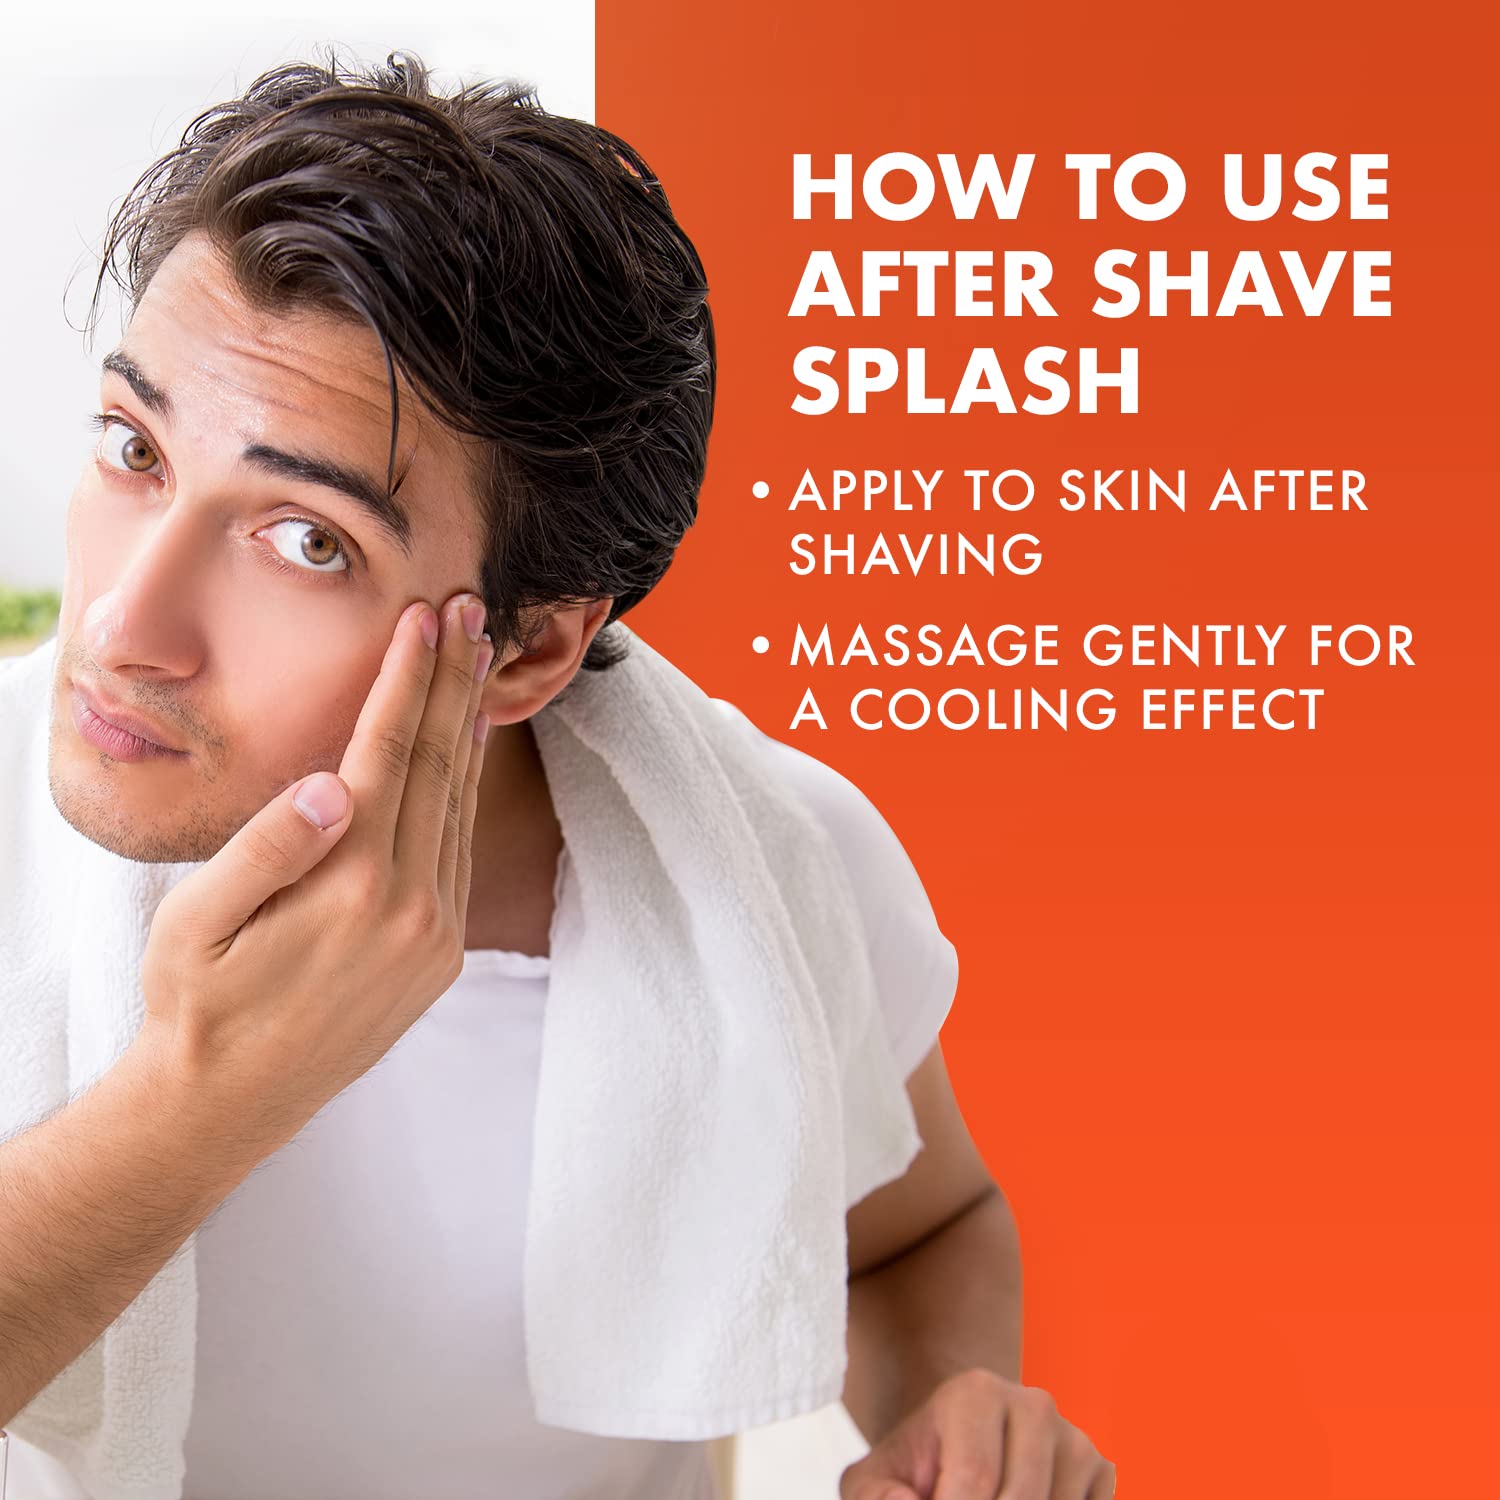 HOW TO USE
AFTER SHAVE
SPLASH
• APPLY TO SKIN AFTER
SHAVING
• MASSAGE GENTLY FOR
A COOLING EFFECT